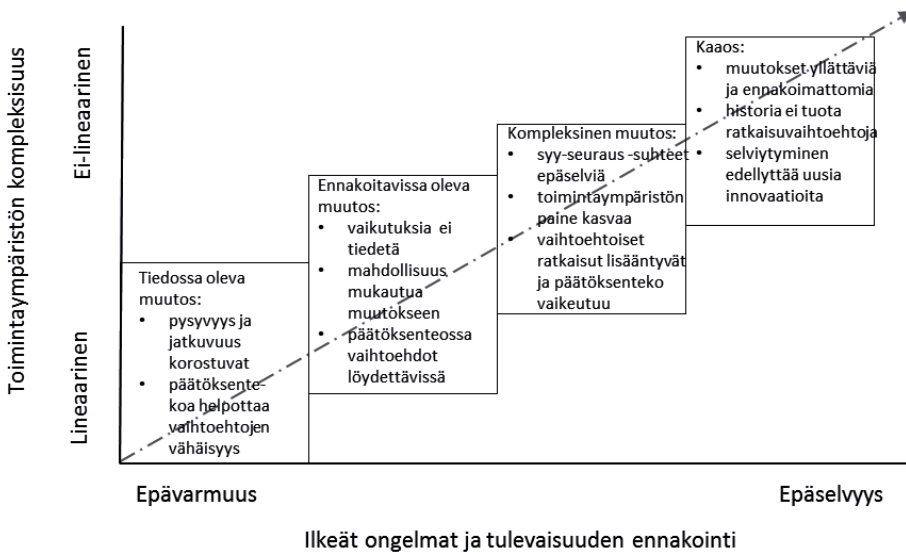 Toimintaympäristön kompleksisuus
Ei-lineaarinen
Lineaarinen
Kaaos:
• muutokset yllättäviä
ja ennakoimattomia
• historia ei tuota
ratkaisuvaihtoehtoja
• selviytyminen
edellyttää uusia
innovaatioita
Kompleksinen muutos:
• syy-seuraus -suhteet
epäselviä
• toimintaympäristön
paine kasvaa
• vaihtoehtoiset
ratkaisut lisääntyvät
ja päätöksenteko
vaikeutuu
Ennakoitavissa oleva
muutos:
• vaikutuksia ei
tiedetä
• mahdollisuus
mukautua
muutokseen
• päätöksenteossa
vaihtoehdot
löydettävissä
Tiedossa oleva
muutos:
• pysyvyys ja
jatkuvuus
korostuvat
• päätöksente-
koa helpottaa
vaihtoehtojen
vähäisyys
Epävarmuus
Epäselvyys
Ilkeät ongelmat ja tulevaisuuden ennakointi